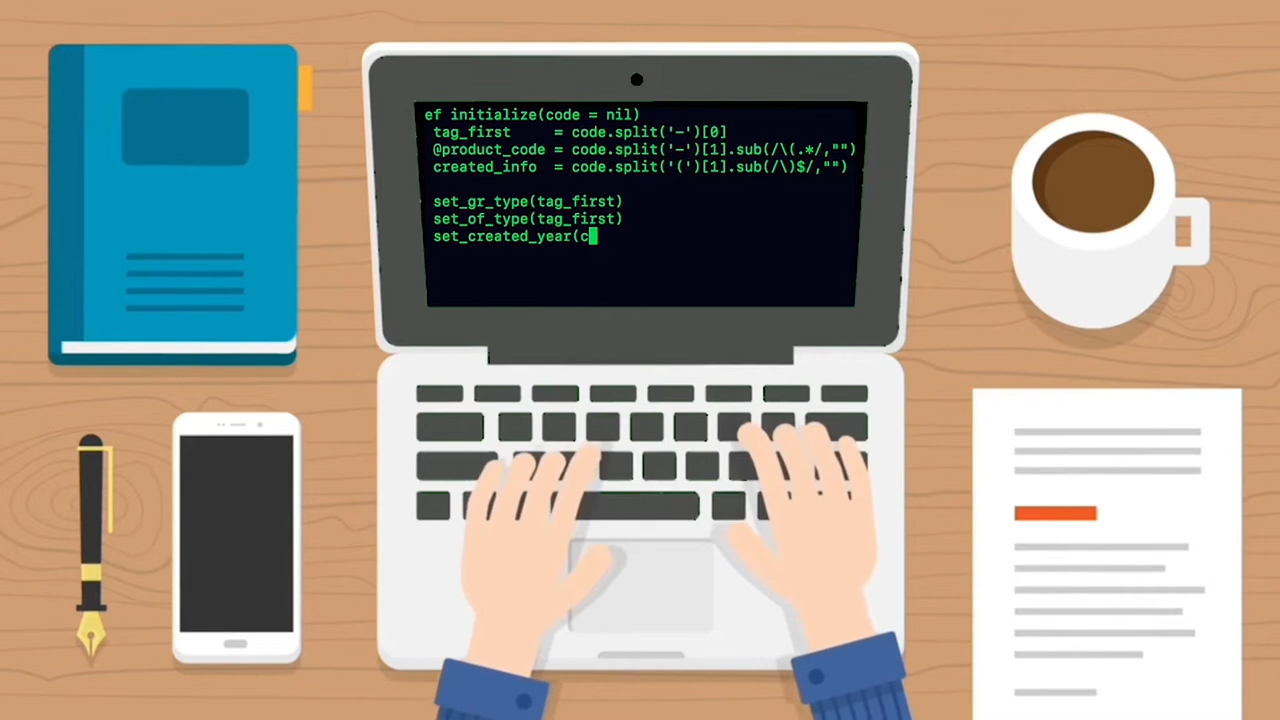 ef initialize(code = nil)
tag_first     = code.split('-')[0]
@product_code = code.split('-')[1].sub(/\(.*/,"")
created_info  = code.split('(')[1].sub(/\)$/,"")
set_gr_type(tag_first)
set_of_type(tag_first)
set_created_year(c